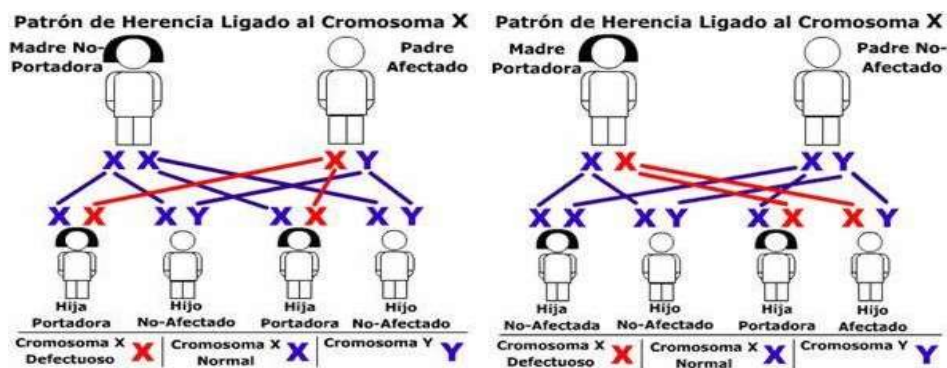 Patrón de Herencia Ligado al Cromosoma X
Madre No-
Portadora
Padre
Afectado
X X
X Y
X X
X Y
X X
X Y
Hija
Portadora
Hijo
No-Afectado
Hija
Portadora
Hijo
No-Afectado
Cromosoma X
Defectuoso X
Cromosoma X
Normal X
Cromosoma Y Y
Patrón de Herencia Ligado al Cromosoma X
Madre
Portadora
Padre No-
Afectado
X X
X Y
X X
X Y
X X
X Y
Hija
No-Afectada
Hijo
No-Afectado
Hija
Portadora
Hijo
Afectado
Cromosoma X
Defectuoso X
Cromosoma X
Normal X
Cromosoma Y Y